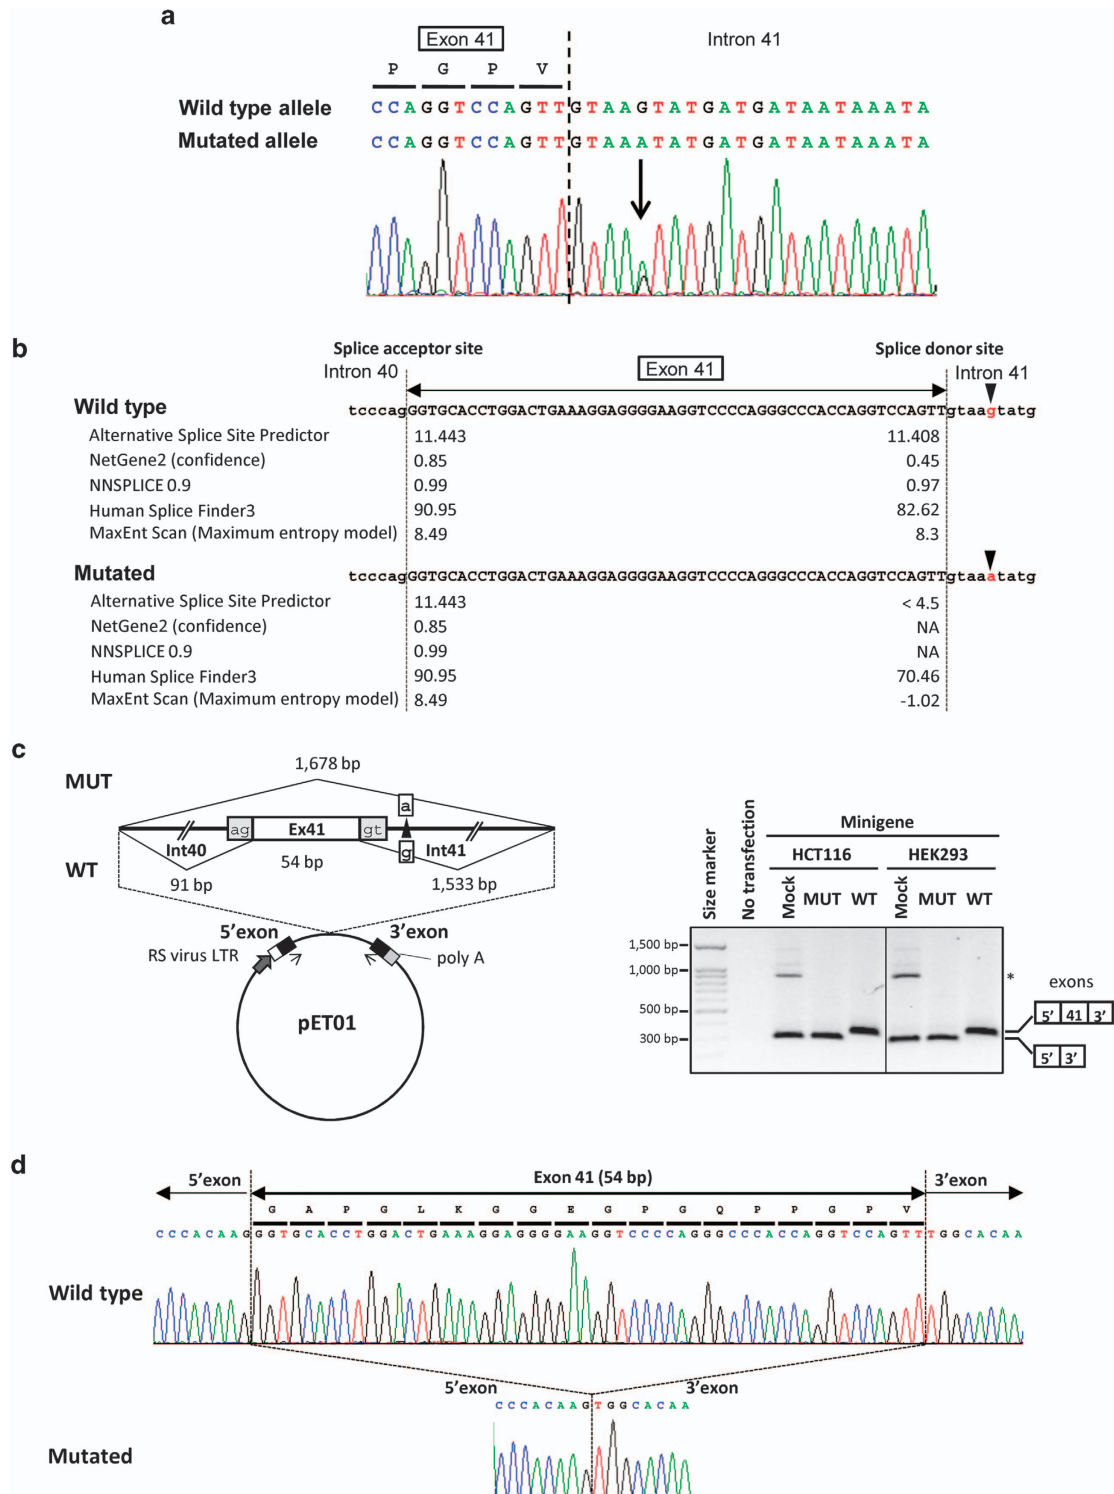 a
Exon 41
Intron 41
P G P V
Wild type allele CCAGGTCCAGTTGTAAGTATGATGATAATAAATA
Mutated allele CCAGGTCCAGTTGTAAATATGATGATAATAAATA
b
Splice acceptor site
Splice donor site
Intron 40
Exon 41
Intron 41
Wild type
tcccagGGTGCACCTGGACTGAAAGGAGGGGAAGGTCCCCAGGGCCCACCAGGTCCAGTTgtaagtatg
Alternative Splice Site Predictor 11.443 11.408
NetGene2 (confidence) 0.85 0.45
NNSPLICE 0.9 0.99 0.97
Human Splice Finder3 90.95 82.62
MaxEnt Scan (Maximum entropy model) 8.49 8.3
Mutated
tcccagGGTGCACCTGGACTGAAAGGAGGGGAAGGTCCCCAGGGCCCACCAGGTCCAGTTgtaaatatg
Alternative Splice Site Predictor 11.443 < 4.5
NetGene2 (confidence) 0.85 NA
NNSPLICE 0.9 0.99 NA
Human Splice Finder3 90.95 70.46
MaxEnt Scan (Maximum entropy model) 8.49 -1.02
c
MUT
1,678 bp
a
ag Ex41 gt
Int40
g
Int41
WT
54 bp
91 bp
1,533 bp
5'exon
3'exon
RS virus LTR
poly A
pET01
Size marker
No transfection
Minigene
HCT116
HEK293
Mock MUT WT
Mock MUT WT
1,500 bp
1,000 bp
500 bp
300 bp
*
exons
5' 41 3'
5' 3'
d
5'exon
Exon 41 (54 bp)
3'exon
G A P G L K G G E G P G Q P P G P V
CCCACAAGGGTGCACCTGGACTGAAAGGAGGGGAAGGTCCCCAGGGCCCACCAGGTCCAGTTTGGCACAA
Wild type
5'exon
3'exon
CCCACAAGTGGCACAA
Mutated